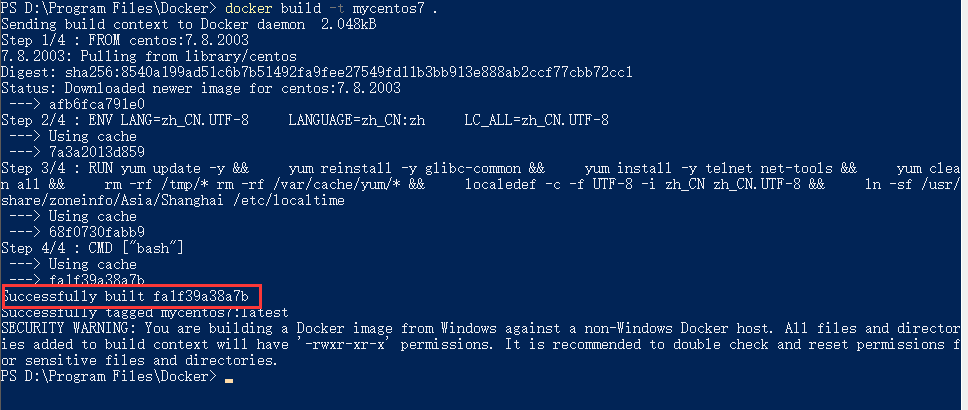 PS D:\Program Files\Docker> docker build -t mycentos7 .
Sending build context to Docker daemon  2.048kB
Step 1/4 : FROM centos:7.8.2003
7.8.2003: Pulling from library/centos
Digest: sha256:8540a199ad51c6b7b51492fa9fee27549fd11b3bb913e888ab2ccf77cbb72cc1
Status: Downloaded newer image for centos:7.8.2003
 ---> afb6fca791e0
Step 2/4 : ENV LANG=zh_CN.UTF-8     LANGUAGE=zh_CN:zh     LC_ALL=zh_CN.UTF-8
 ---> Using cache
 ---> 7a3a2013d859
Step 3/4 : RUN yum update -y &&     yum reinstall -y glibc-common &&     yum install -y telnet net-tools &&     yum clea
n all &&     rm -rf /tmp/* rm -rf /var/cache/yum/* &&     localedef -c -f UTF-8 -i zh_CN zh_CN.UTF-8 &&     ln -sf /usr/
share/zoneinfo/Asia/Shanghai /etc/localtime
 ---> Using cache
 ---> 68f0730fabb9
Step 4/4 : CMD ["bash"]
 ---> Using cache
 ---> fa1f39a38a7b
Successfully built fa1f39a38a7b
Successfully tagged mycentos7:latest
SECURITY WARNING: You are building a Docker image from Windows against a non-Windows Docker host. All files and director
ies added to build context will have '-rwxr-xr-x' permissions. It is recommended to double check and reset permissions f
or sensitive files and directories.
PS D:\Program Files\Docker> _